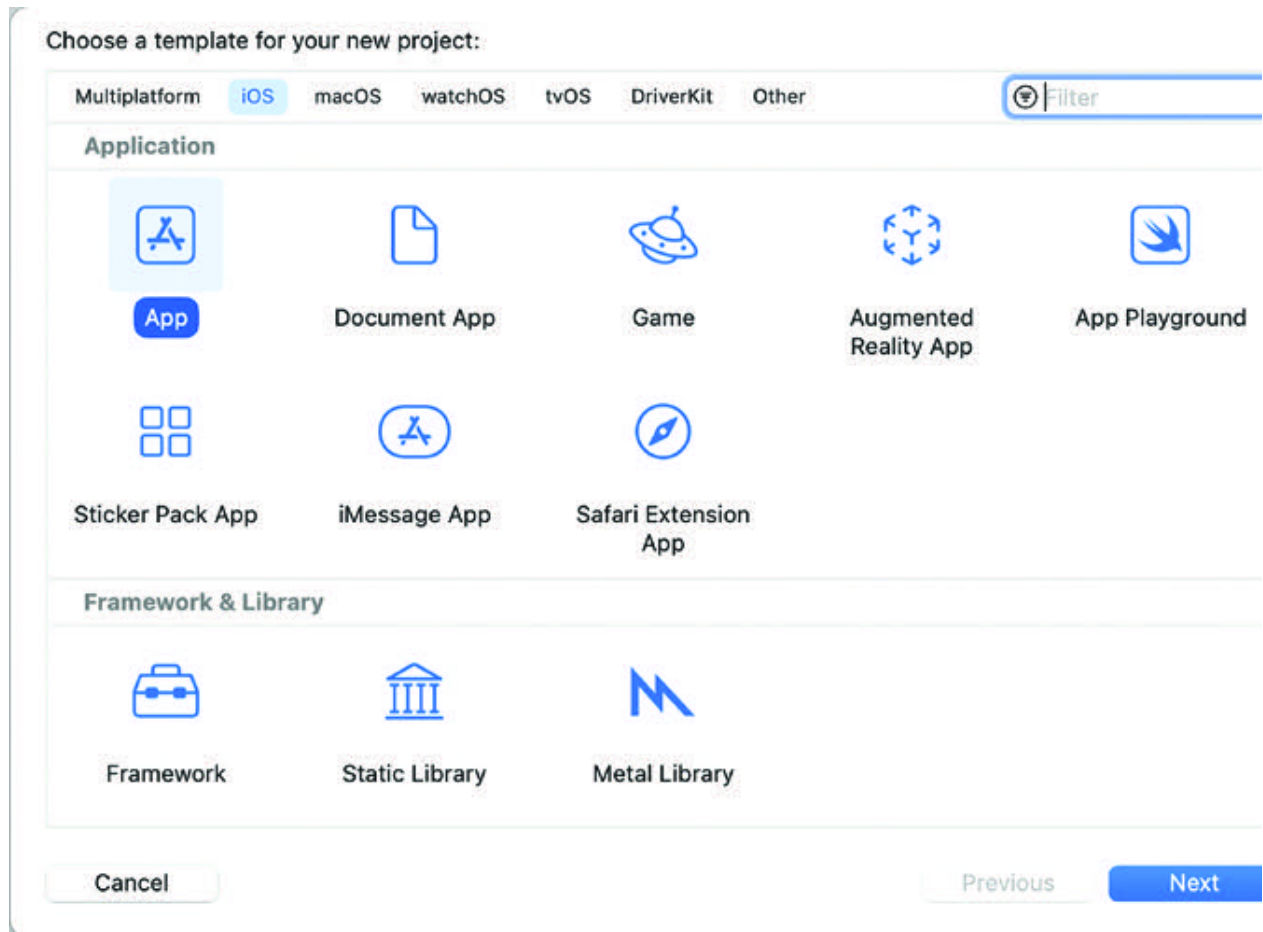 Choose a template for your new project:
Multiplatform iOS macOS watchOS tvOS DriverKit Other Filter
Application
App Document App Game Augmented Reality App App Playground
Sticker Pack App iMessage App Safari Extension App
Framework & Library
Framework Static Library Metal Library
Cancel Previous Next